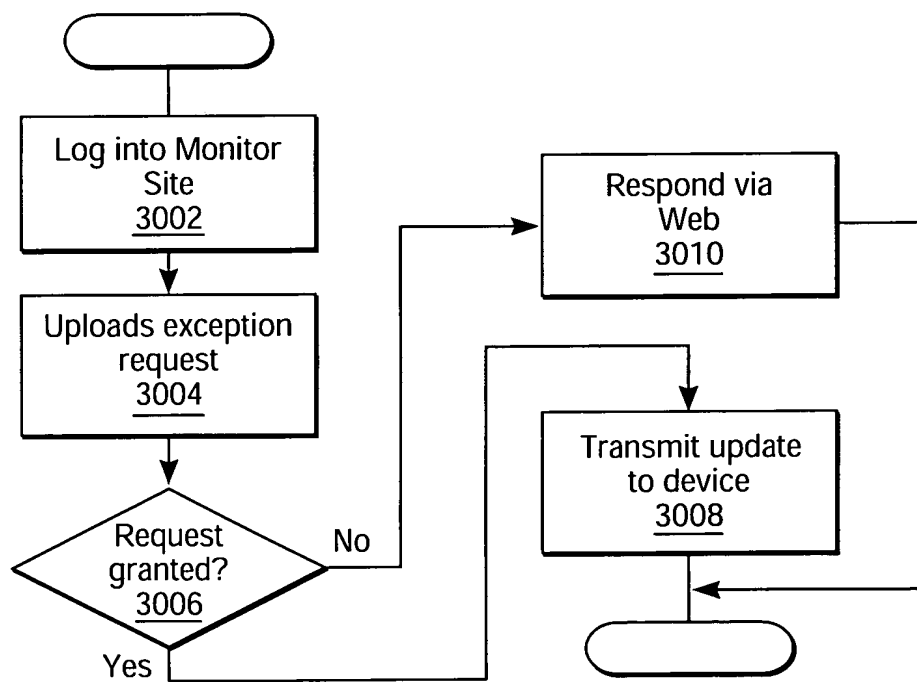 Log into Monitor
Site
3002
Uploads exception
request
3004
Request
granted?
3006
No
Yes
Respond via
Web
3010
Transmit update
to device
3008